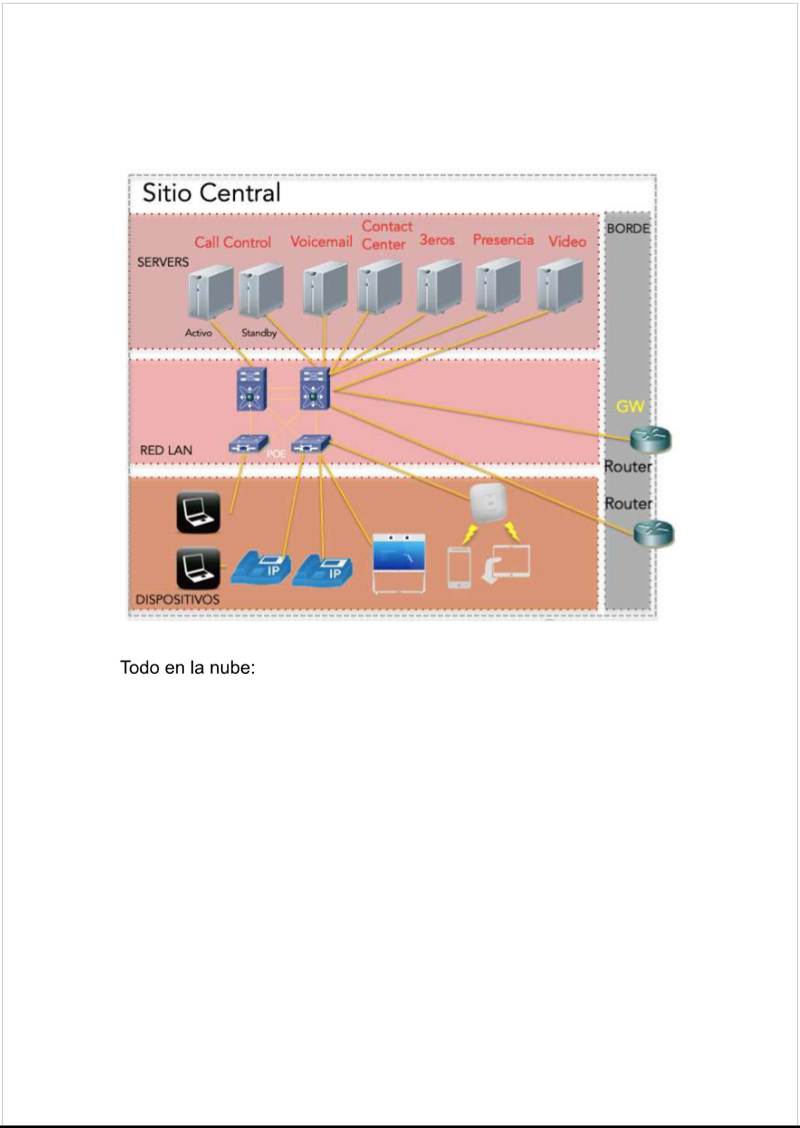 Sitio Central
Call Control
Voicemail
Contact
Center
3eros
Presencia
Video
BORDE
SERVERS
Activo
Standby
GW
RED LAN
POE
Router
Router
IP
IP
DISPOSITIVOS
Todo en la nube: